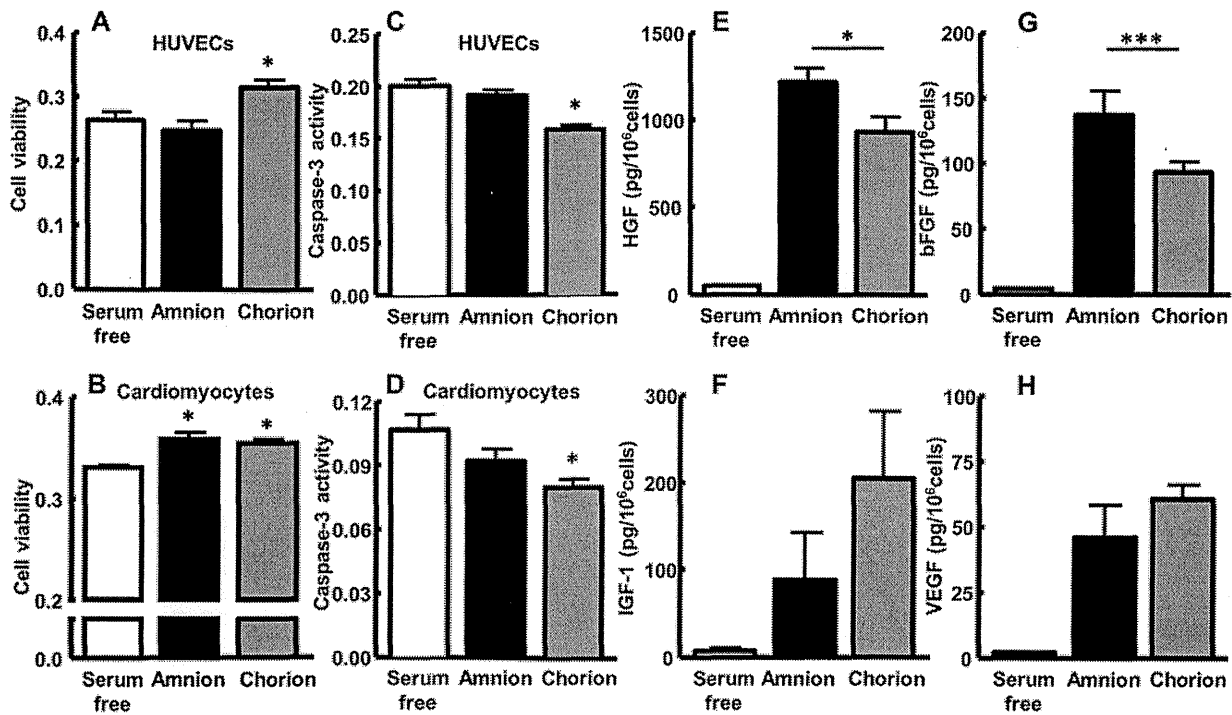 A
HUVECs
Cell viability
0.4
0.3
0.2
0.1
0.0
*
Serum free
Amnion
Chorion
C
HUVECs
Caspase-3 activity
0.25
0.20
0.15
0.10
0.05
0.00
*
Serum free
Amnion
Chorion
E
HGF (pg/10⁶cells)
1500
1000
500
0
*
Serum free
Amnion
Chorion
G
bFGF (pg/10⁶cells)
200
150
100
50
0
***
Serum free
Amnion
Chorion
B
Cardiomyocytes
Cell viability
0.4
0.3
0.2
0.0
*
*
Serum free
Amnion
Chorion
D
Cardiomyocytes
Caspase-3 activity
0.12
0.09
0.06
0.03
0.00
*
Serum free
Amnion
Chorion
F
IGF-1 (pg/10⁶cells)
300
200
100
0
Serum free
Amnion
Chorion
H
VEGF (pg/10⁶cells)
100
75
50
25
0
Serum free
Amnion
Chorion